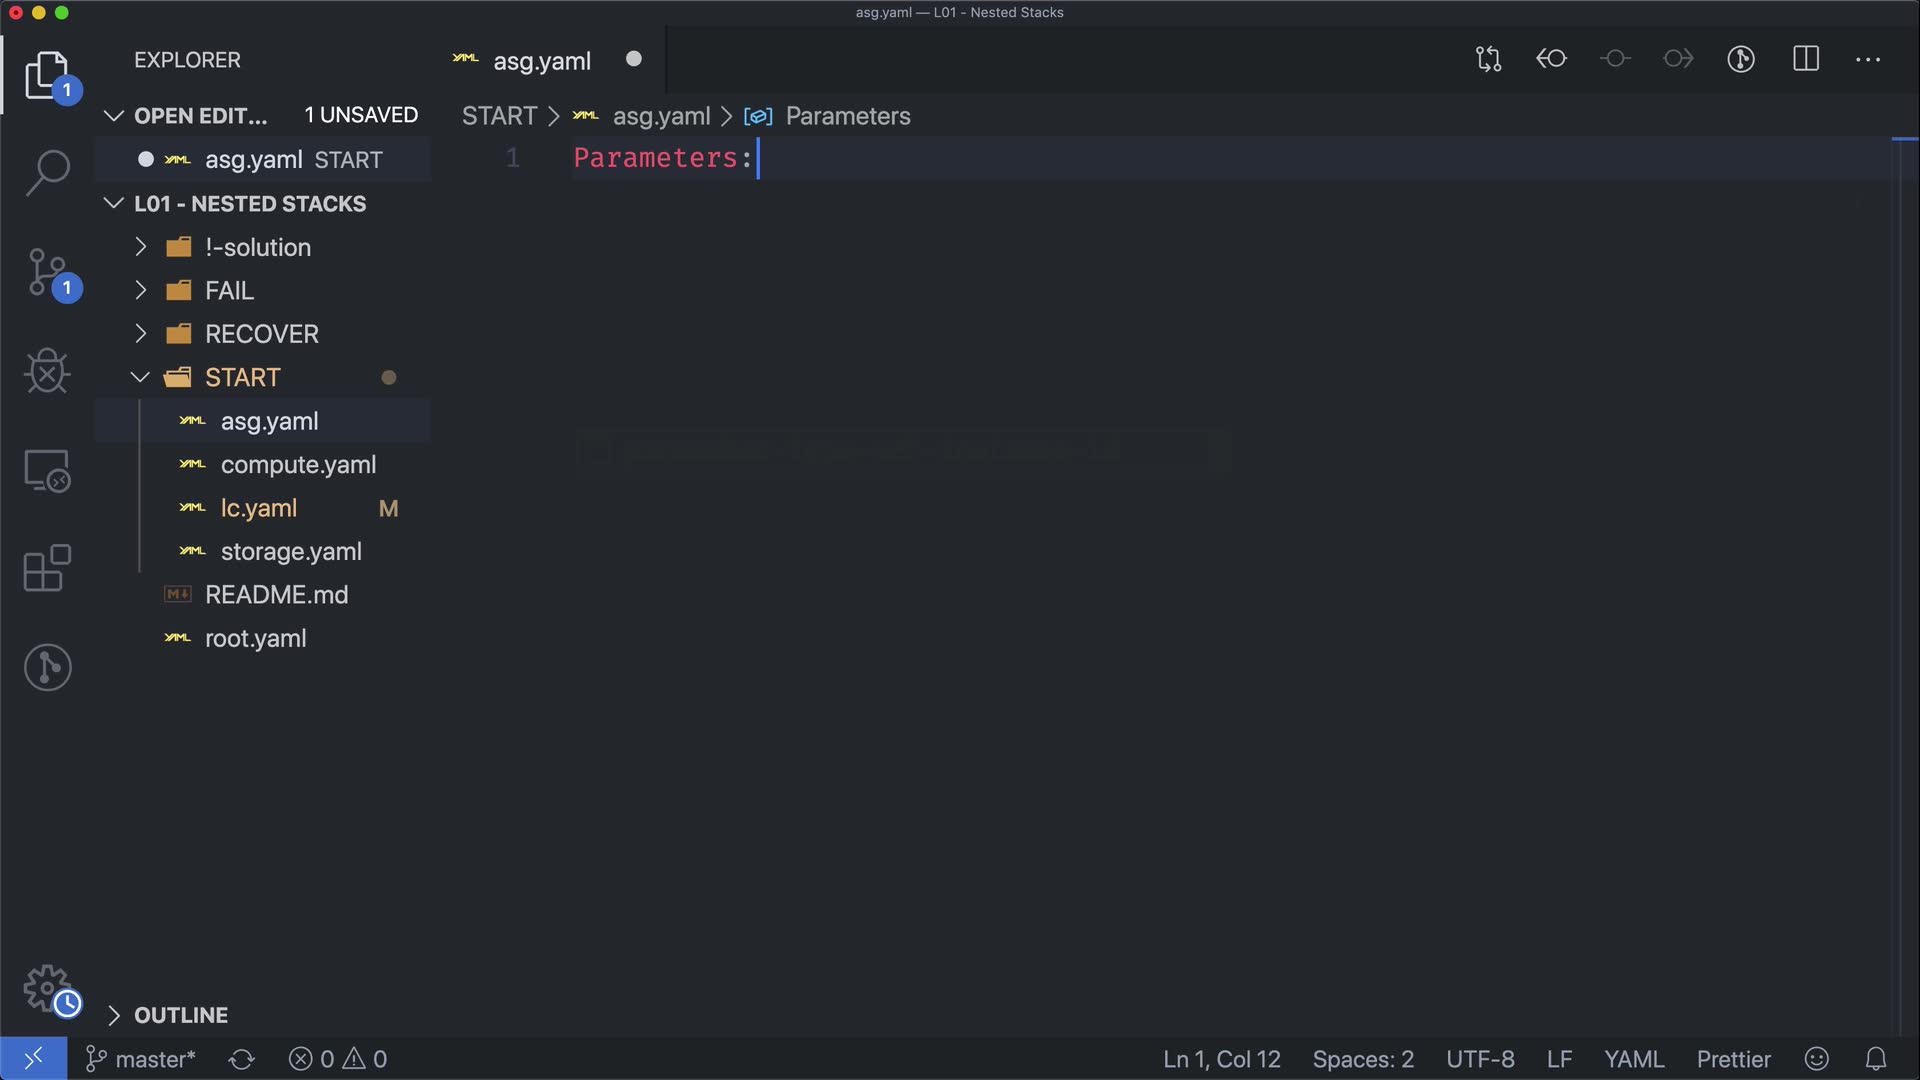 asg.yaml — L01 - Nested Stacks
EXPLORER
asg.yaml
1
OPEN EDIT... 1 UNSAVED
START > asg.yaml > Parameters
asg.yaml START
1 Parameters:
L01 - NESTED STACKS
!-solution
1
FAIL
RECOVER
START
asg.yaml
compute.yaml
lc.yaml M
storage.yaml
README.md
root.yaml
OUTLINE
master* 0 0 Ln 1, Col 12 Spaces: 2 UTF-8 LF YAML Prettier